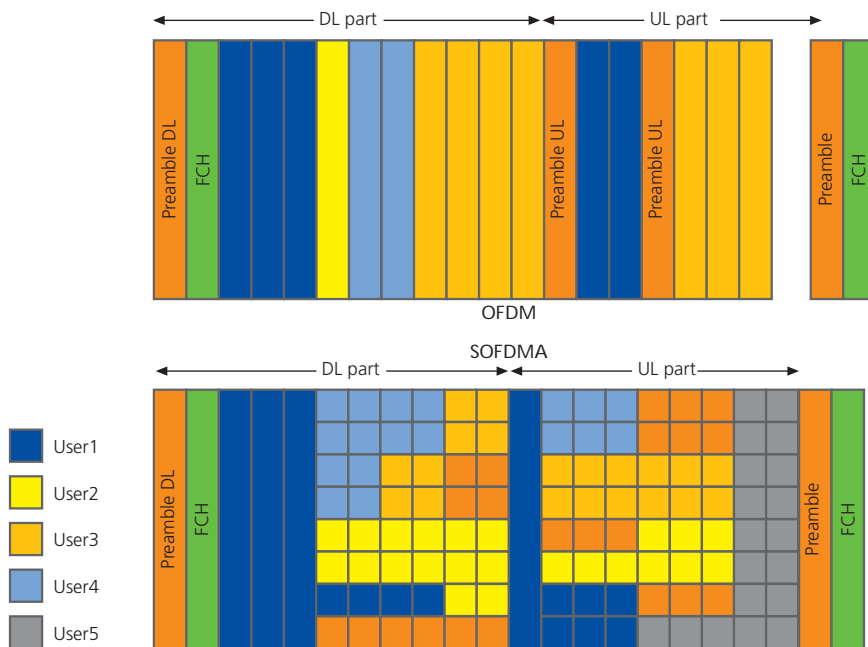 DL part
UL part
Preamble DL
FCH
Preamble UL
Preamble UL
Preamble
FCH
OFDM
SOFDMA
DL part
UL part
User1
User2
User3
User4
User5
Preamble DL
FCH
Preamble
FCH